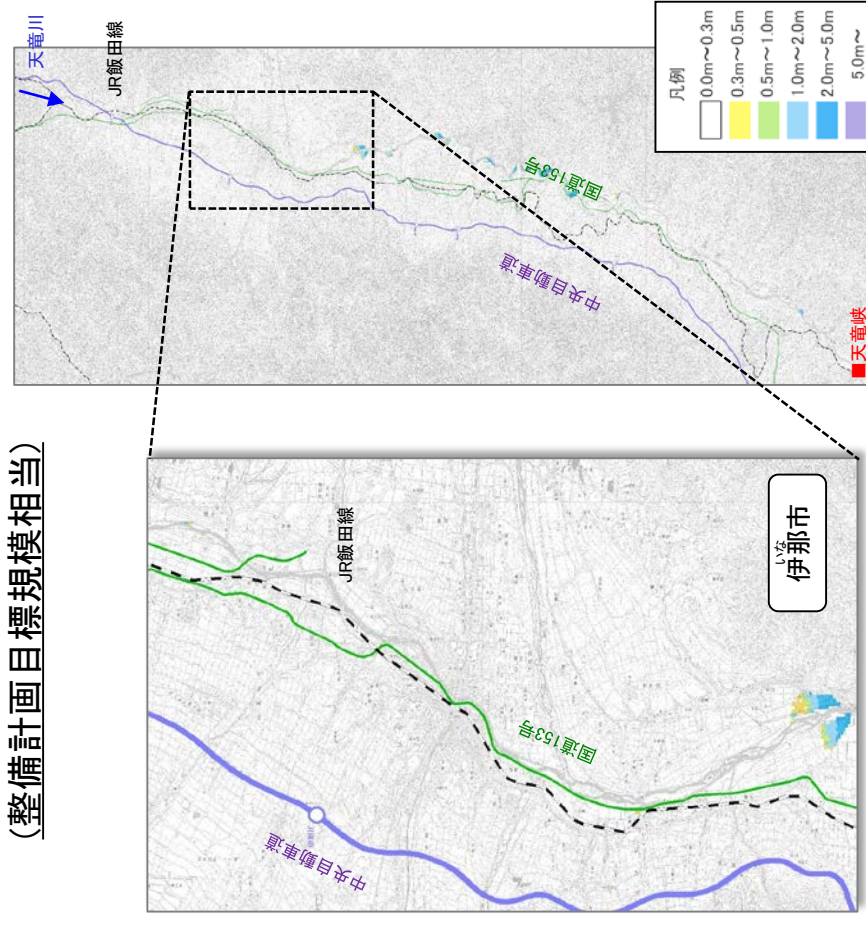 (整備計画目標規模相当)
天竜川
JR飯田線
国道153号
中央自動車道
■天竜峡
凡例
0.0m~0.3m
0.3m~0.5m
0.5m~1.0m
1.0m~2.0m
2.0m~5.0m
5.0m~
JR飯田線
国道153号
中央自動車道
いな
伊那市